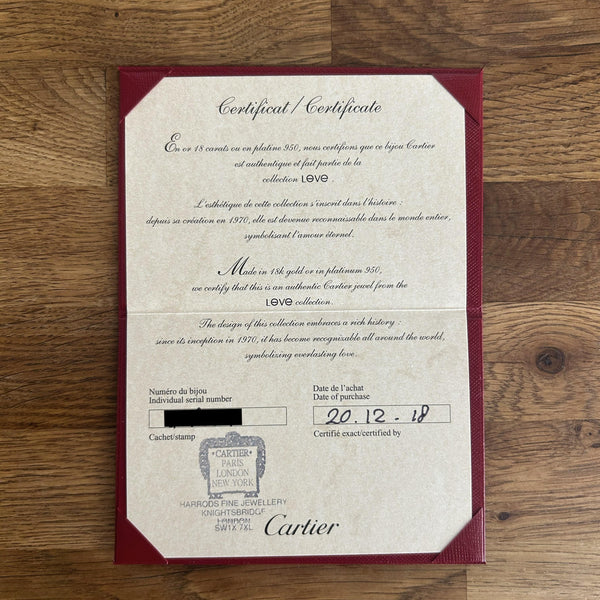 Certificat / Certificate
En or 18 carats ou en platine 950, nous certifions que ce bijou Cartier
est authentique et fait partie de la
collection LOVE .
L'esthétique de cette collection s'inscrit dans l'histoire :
depuis sa création en 1970, elle est devenue reconnaissable dans le monde entier,
symbolisant l'amour éternel.
Made in 18k gold or in platinum 950,
we certify that this is an authentic Cartier jewel from the
LOVE collection.
The design of this collection embraces a rich history :
since its inception in 1970, it has become recognizable all around the world,
symbolizing everlasting love.
Numéro du bijou
Individual serial number
Date de l'achat
Date of purchase
20.12-18
Cachet/stamp
Certifié exact/certified by
CARTIER
PARIS
LONDON
NEW YORK
HARRODS FINE JEWELLERY
KNIGHTSBRIDGE
LONDON
SW1X 7XL
Cartier